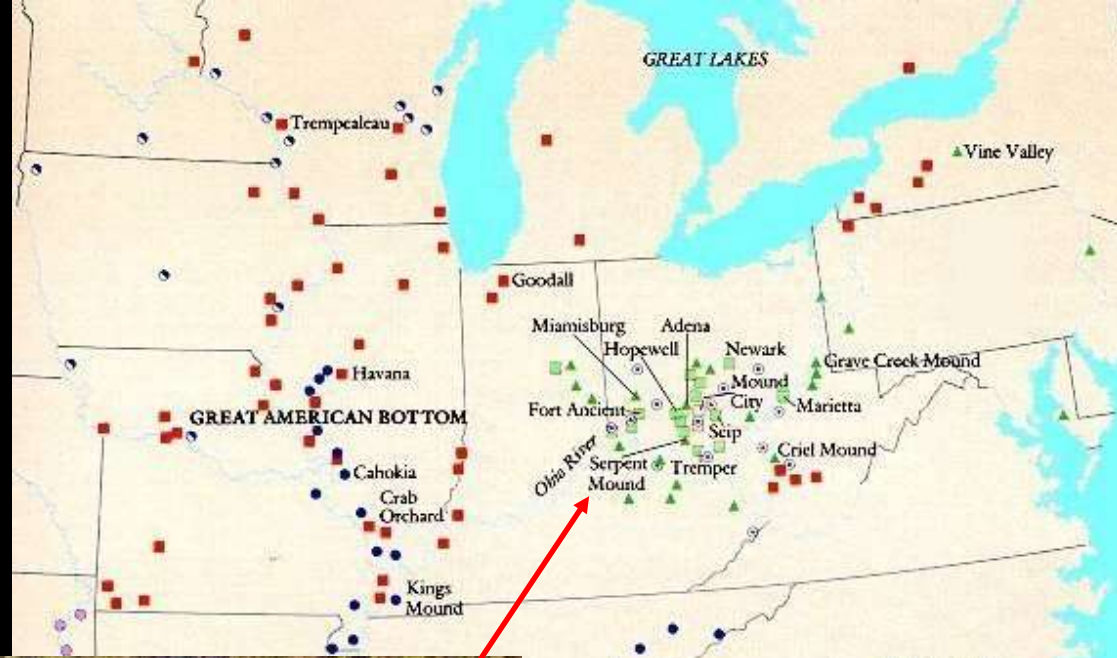 GREAT LAKES
Trempealeau
Vine Valley
Goodall
Miamisburg
Adena
Hopewell
Newark
Grave Creek Mound
Havana
Mound
City
Marietta
Fort Ancient
GREAT AMERICAN BOTTOM
Seip
Ohio River
Criel Mound
Serpent
Mound
Tremper
Cahokia
Crab
Orchard
Kings
Mound